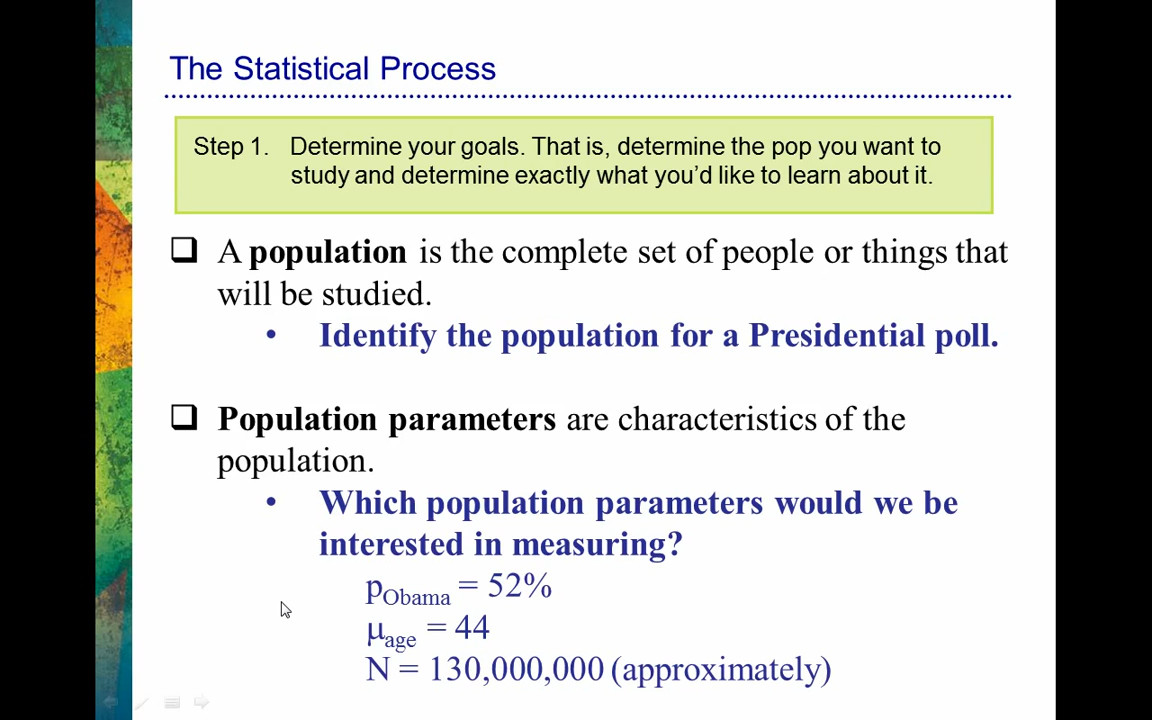 The Statistical Process
Step 1. Determine your goals. That is, determine the pop you want to
study and determine exactly what you'd like to learn about it.
❑ A population is the complete set of people or things that
will be studied.
• Identify the population for a Presidential poll.
❑ Population parameters are characteristics of the
population.
• Which population parameters would we be
interested in measuring?
pObama = 52%
μage = 44
N = 130,000,000 (approximately)